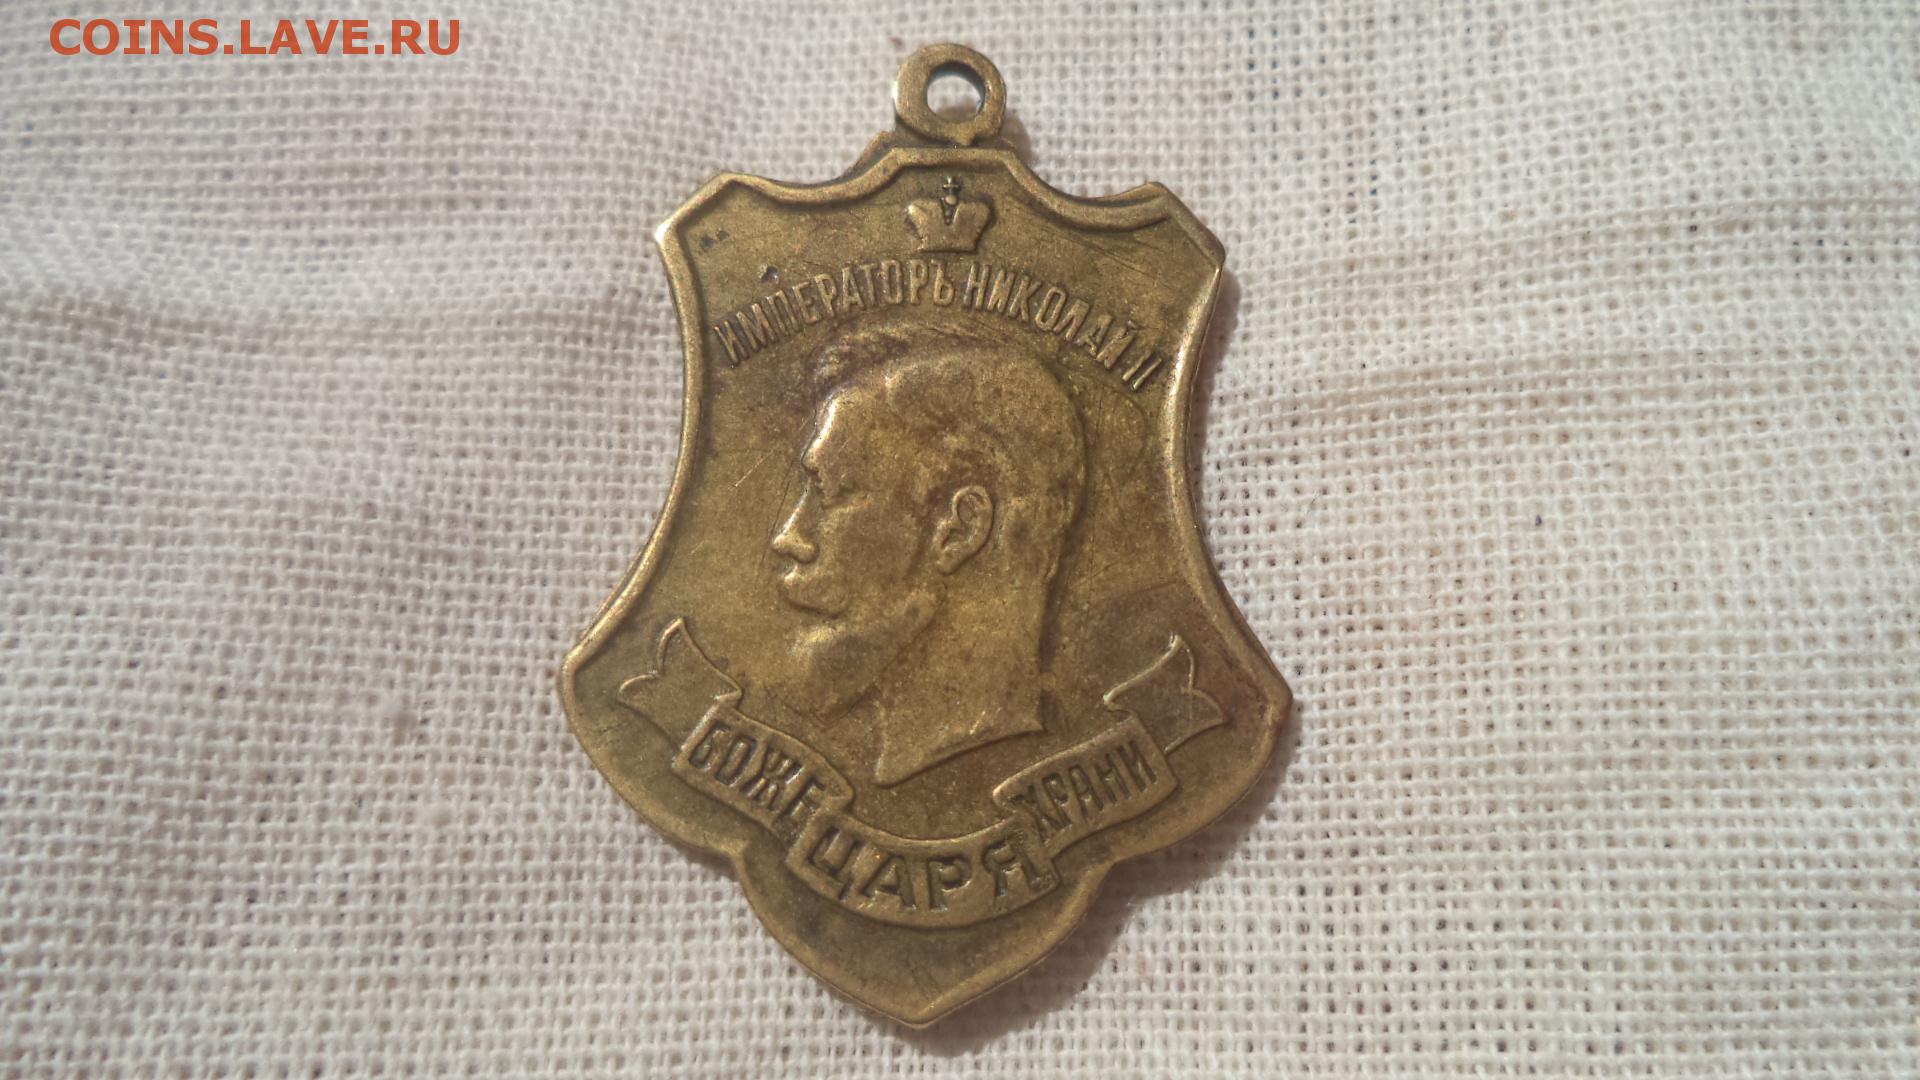 COINS.LAVE.RU
ИМПЕРАТОРЪ НИКОЛАЙ II
БОЖЕ
ЦАРЯ
ХРАНИ